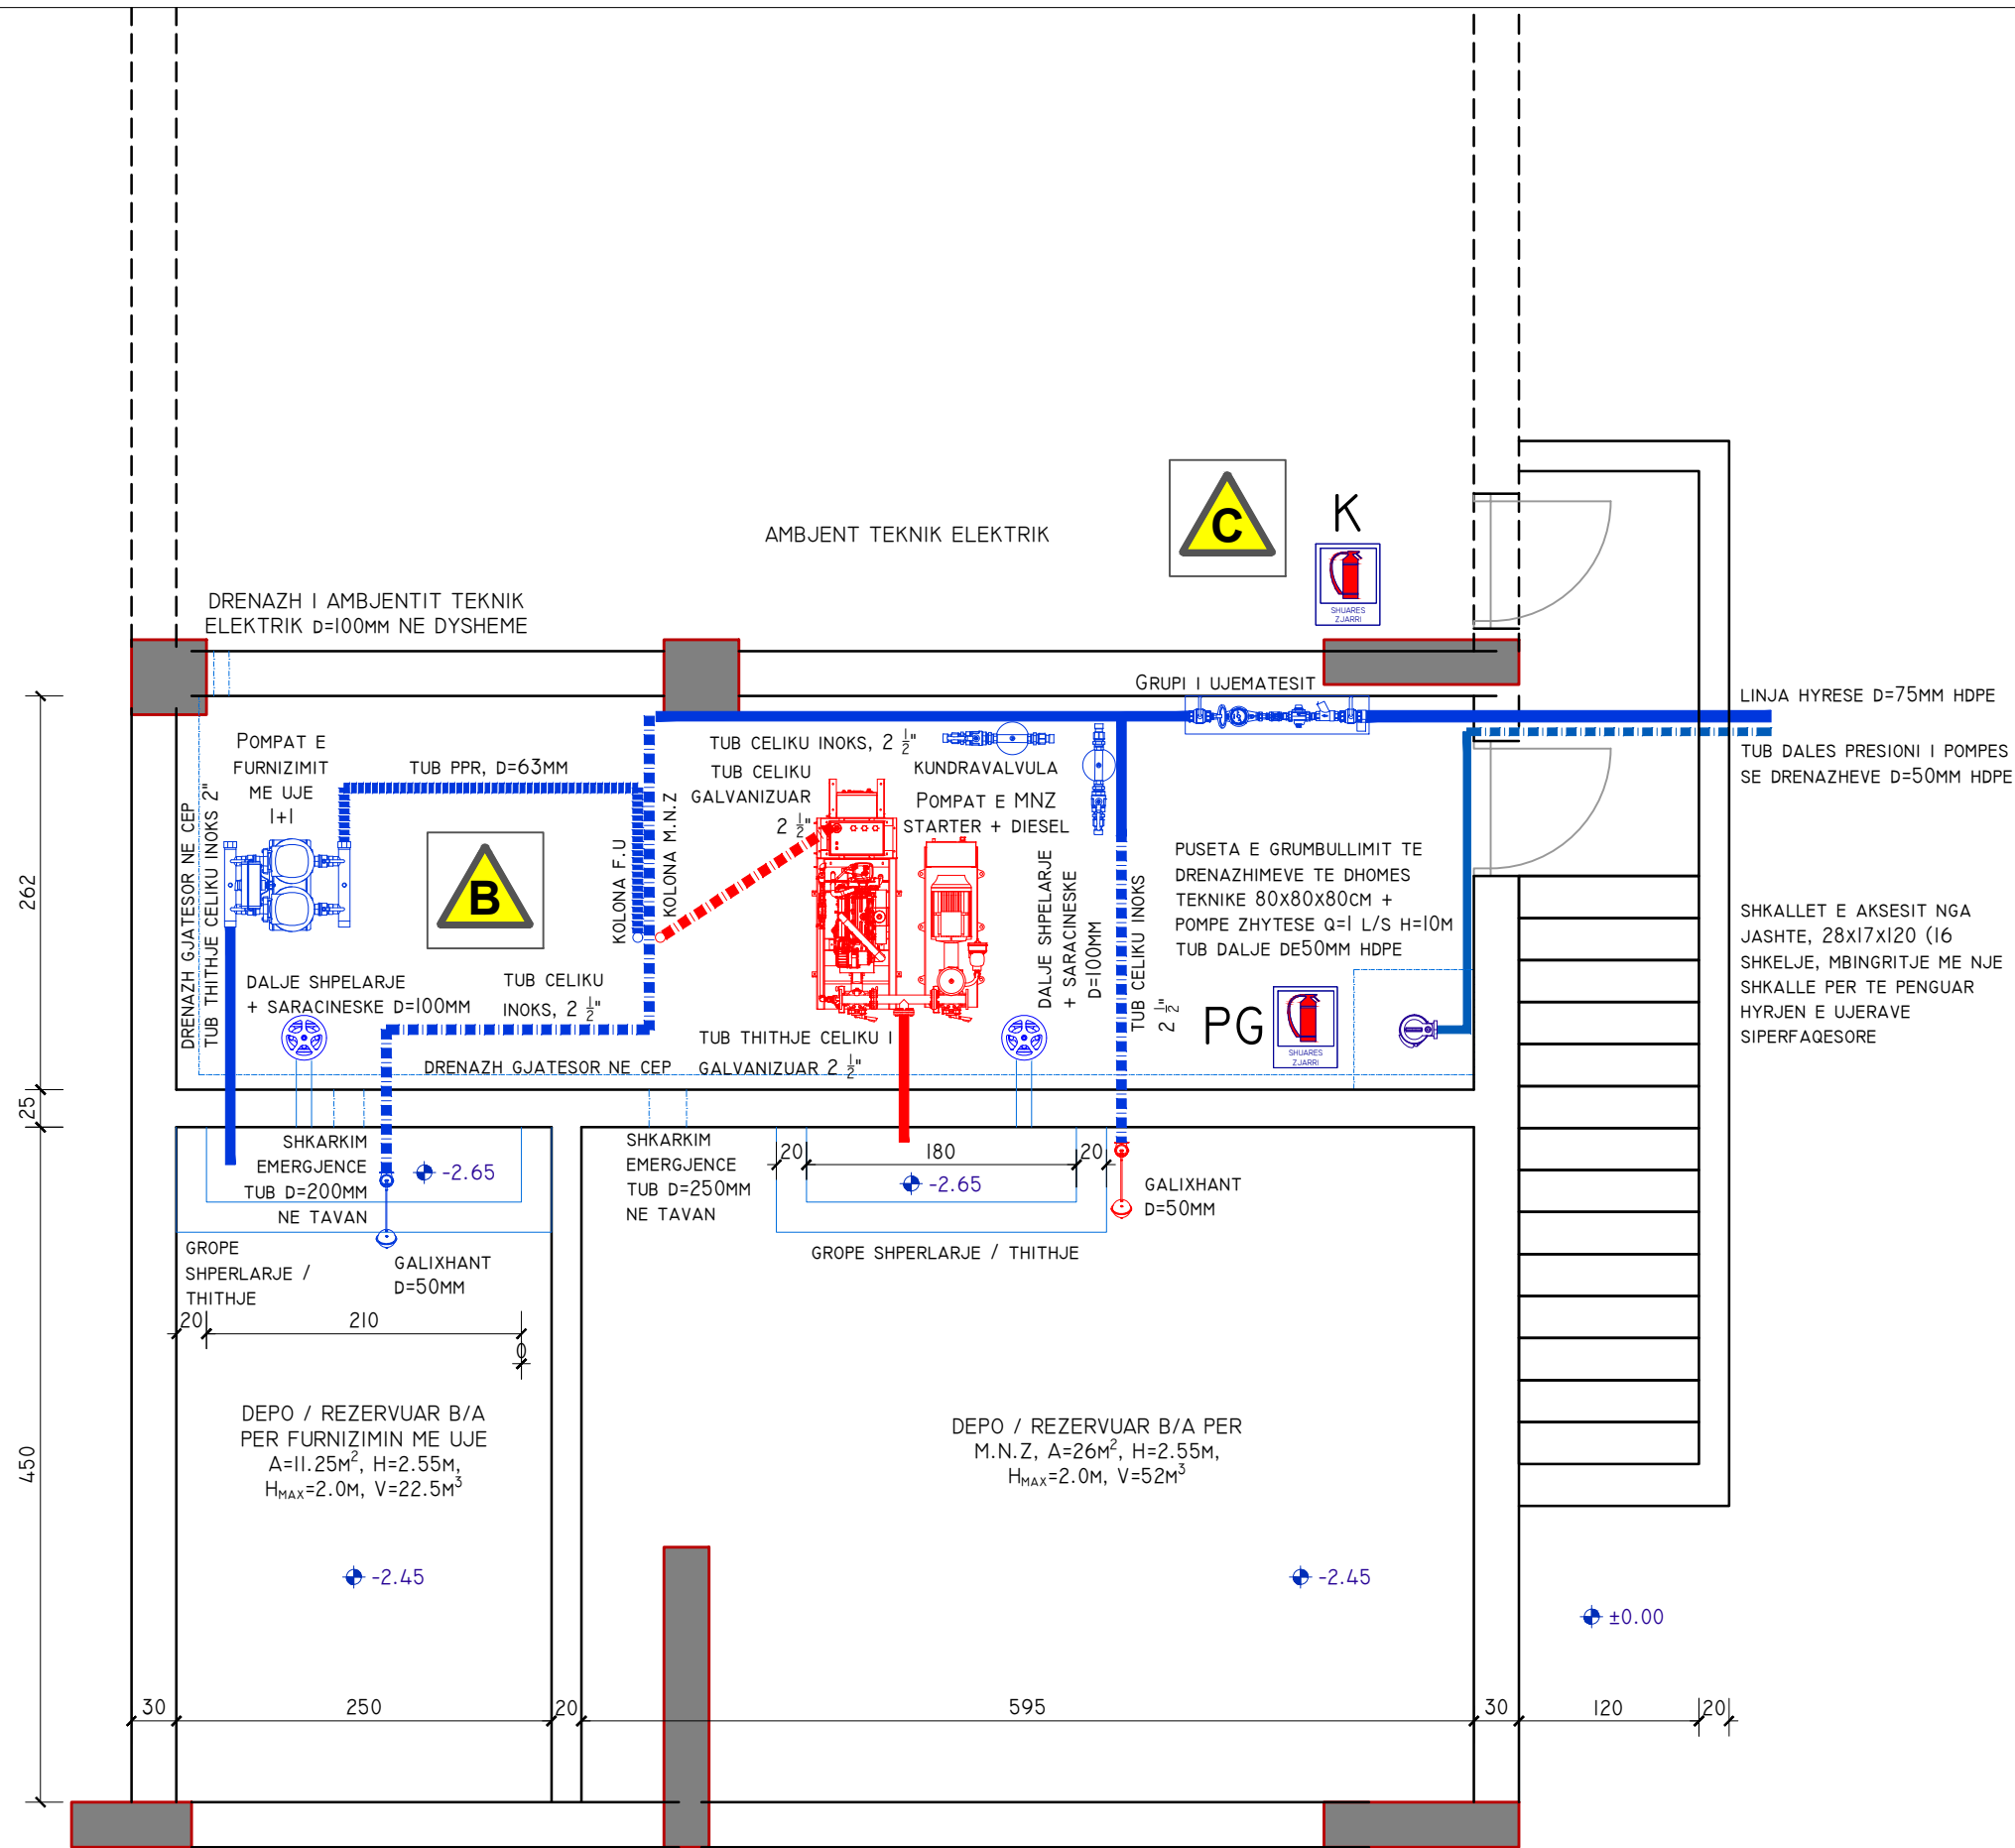 AMBJENT TEKNIK ELEKTRIK
C
K
SHUARES
ZJARRI
DRENAZH I AMBJENTIT TEKNIK
ELEKTRIK D=100MM NE DYSHEME
GRUPI I UJEMATESIT
LINJA HYRESE D=75MM HDPE
TUB DALES PRESIONI I POMPES
SE DRENAZHEVE D=50MM HDPE
POMPAT E
FURNIZIMIT
ME UJE
1+1
TUB PPR, D=63MM
TUB CELIKU INOKS, 2 1/2"
TUB CELIKU
GALVANIZUAR
2 1/2"
KUNDRAVALVULA
POMPAT E MNZ
STARTER + DIESEL
DRENAZH GJATESOR NE CEP
TUB THITHJE CELIKU INOKS 2"
B
KOLONA F.U
KOLONA M.N.Z
DALJE SHPELARJE
+ SARACINESKE
D=100MM
TUB CELIKU INOKS
2 1/2"
PUSETA E GRUMBULLIMIT TE
DRENAZHIMEVE TE DHOMES
TEKNIKE 80X80X80CM +
POMPE ZHYTESE Q=1 L/S H=10M
TUB DALJE DE50MM HDPE
SHKALLET E AKSESIT NGA
JASHTE, 28X17X120 (16
SHKELJE, MBINGRITJE ME NJE
SHKALLE PER TE PENGUAR
HYRJEN E UJERAVE
SIPERFAQESORE
262
DALJE SHPELARJE
+ SARACINESKE D=100MM
TUB CELIKU
INOKS, 2 1/2"
PG
SHUARES
ZJARRI
TUB THITHJE CELIKU I
GALVANIZUAR 2 1/2"
DRENAZH GJATESOR NE CEP
25
SHKARKIM
EMERGJENCE
TUB D=200MM
NE TAVAN
-2.65
SHKARKIM
EMERGJENCE
TUB D=250MM
NE TAVAN
20
180
20
-2.65
GALIXHANT
D=50MM
GROPE
SHPERLARJE /
THITHJE
GALIXHANT
D=50MM
GROPE SHPERLARJE / THITHJE
20
210
0
450
DEPO / REZERVUAR B/A
PER FURNIZIMIN ME UJE
A=11.25M², H=2.55M,
HMAX=2.0M, V=22.5M³
DEPO / REZERVUAR B/A PER
M.N.Z, A=26M², H=2.55M,
HMAX=2.0M, V=52M³
-2.45
-2.45
±0.00
30
250
20
595
30
120
20